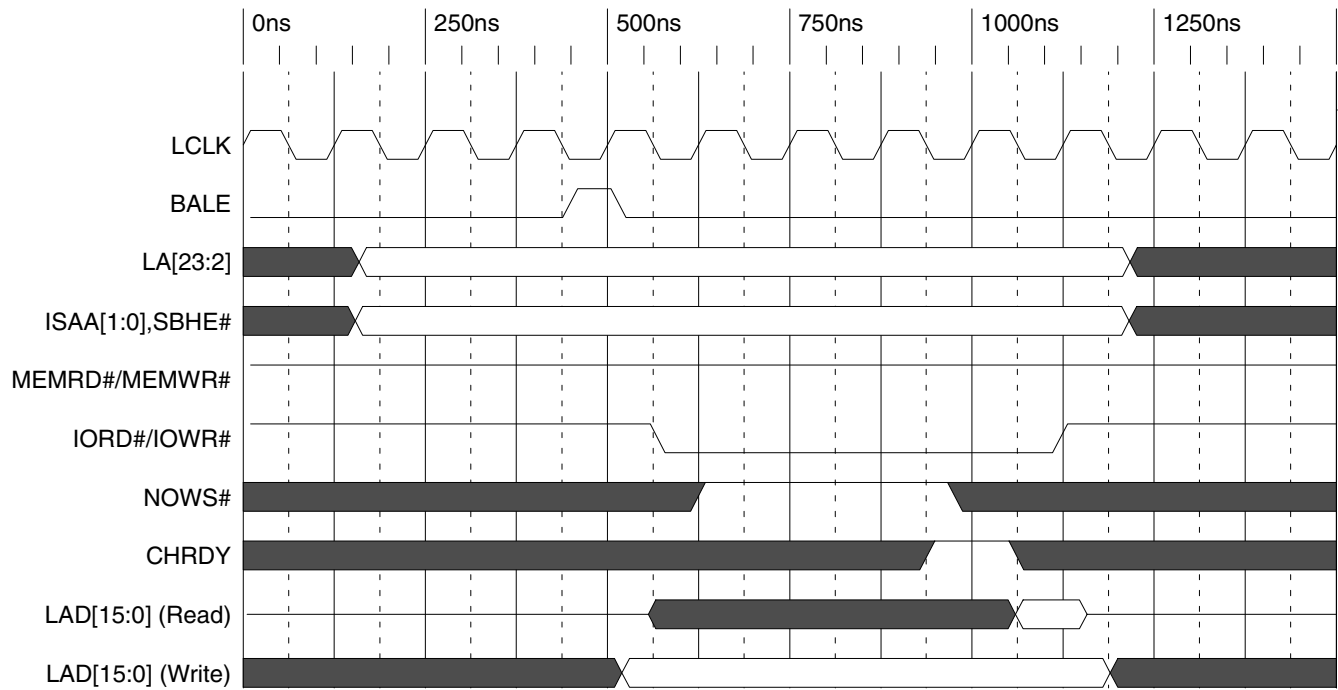 0ns 250ns 500ns 750ns 1000ns 1250ns
LCLK
BALE
LA[23:2]
ISAA[1:0],SBHE#
MEMRD#/MEMWR#
IORD#/IOWR#
NOWS#
CHRDY
LAD[15:0] (Read)
LAD[15:0] (Write)